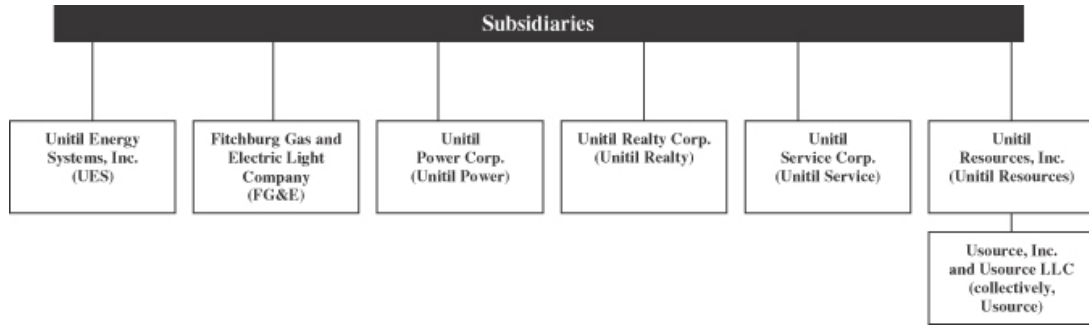 Subsidiaries
Unitil Energy
Systems, Inc.
(UES)
Fitchburg Gas and
Electric Light
Company
(FG&E)
Unitil
Power Corp.
(Unitil Power)
Unitil Realty Corp.
(Unitil Realty)
Unitil
Service Corp.
(Unitil Service)
Unitil
Resources, Inc.
(Unitil Resources)
Usource, Inc.
and Usource LLC
(collectively,
Usource)